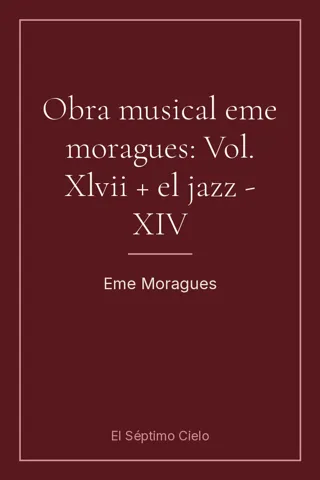 Obra musical eme
moragues: Vol.
Xlvii + el jazz -
XIV
Eme Moragues
El Séptimo Cielo